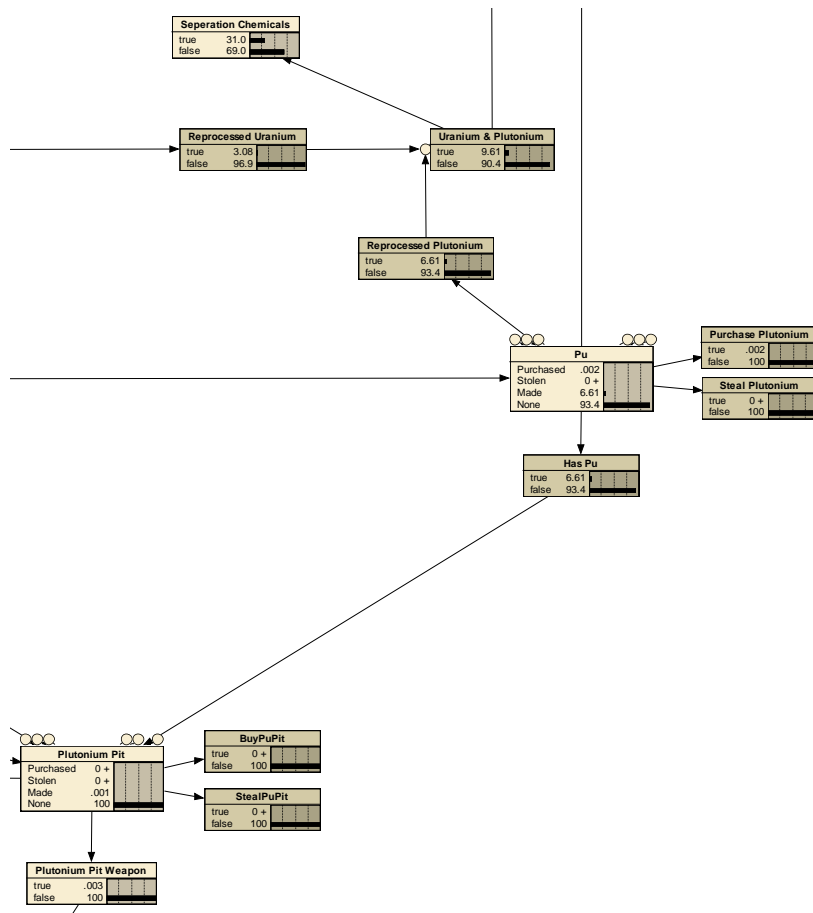 Seperation Chemicals
true 31.0
false 69.0
Reprocessed Uranium
true 3.08
false 96.9
Uranium & Plutonium
true 9.61
false 90.4
Reprocessed Plutonium
true 6.61
false 93.4
Pu
Purchased .002
Stolen 0 +
Made 6.61
None 93.4
Purchase Plutonium
true .002
false 100
Steal Plutonium
true 0 +
false 100
Has Pu
true 6.61
false 93.4
Plutonium Pit
Purchased 0 +
Stolen 0 +
Made .001
None 100
BuyPuPit
true 0 +
false 100
StealPuPit
true 0 +
false 100
Plutonium Pit Weapon
true .003
false 100